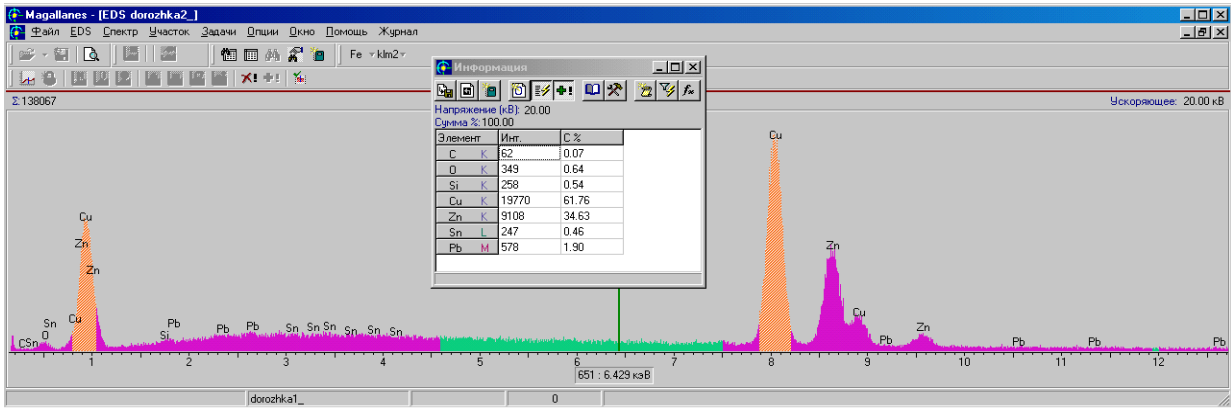 Magallanes - [EDS dorozhka2_]
Файл EDS Спектр Участок Задачи Опции Окно Помощь Журнал
Fe klm2
Σ:138067
Ускоряющее: 20.00 кВ
Информация
Напряжение (кВ): 20.00
Сумма %:100.00
Элемент Инт. C %
C K 62 0.07
O K 349 0.64
Si K 258 0.54
Cu K 19770 61.76
Zn K 9108 34.63
Sn L 247 0.46
Pb M 578 1.90
Cu
Cu
Zn
Zn
Zn
Cu
Sn
Cu
Pb
Pb
Pb
Sn
Sn
Sn
Sn
Sn
Sn
Zn
O
Si
CSn
Pb
Pb
Pb
Pb
1 2 3 4 5 6 7 8 9 10 11 12
651 : 6.429 кэВ
dorozhka1_
0